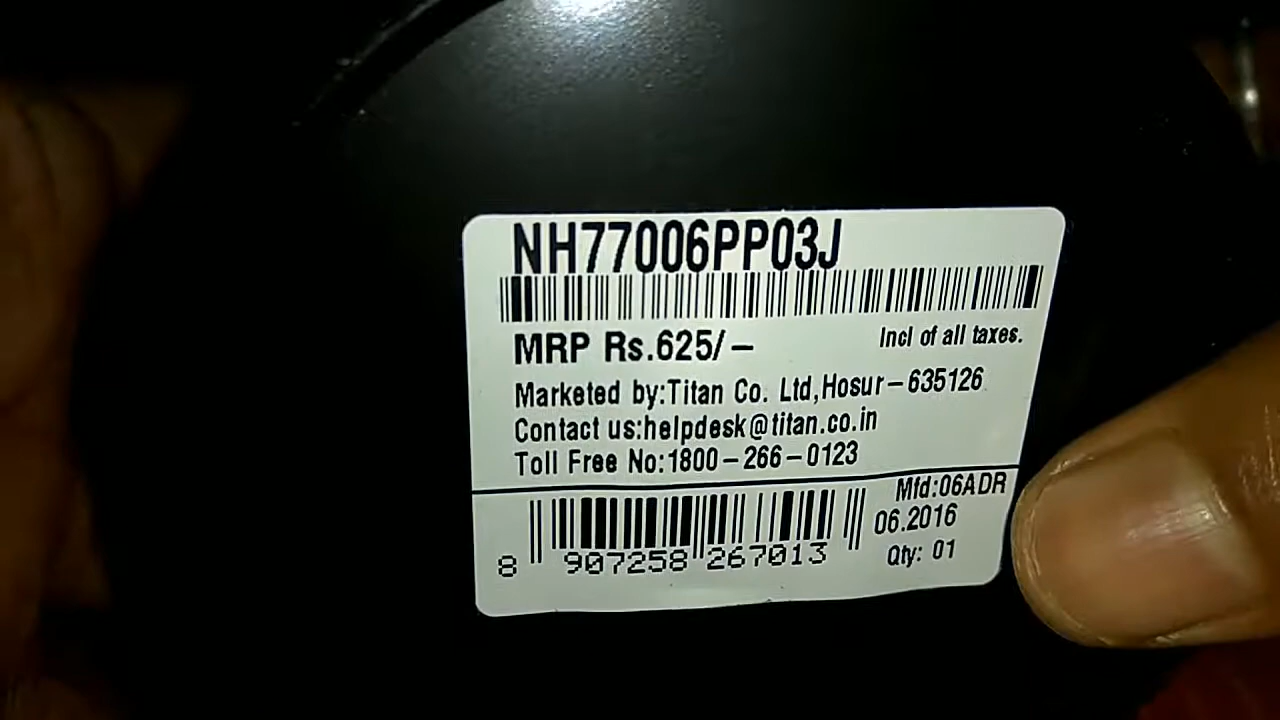 NH77006PP03J
MRP Rs.625/- Incl of all taxes.
Marketed by:Titan Co. Ltd,Hosur-635126
Contact us:helpdesk@titan.co.in
Toll Free No:1800-266-0123
Mfd:06ADR
06.2016
8 907258 267013 Qty: 01